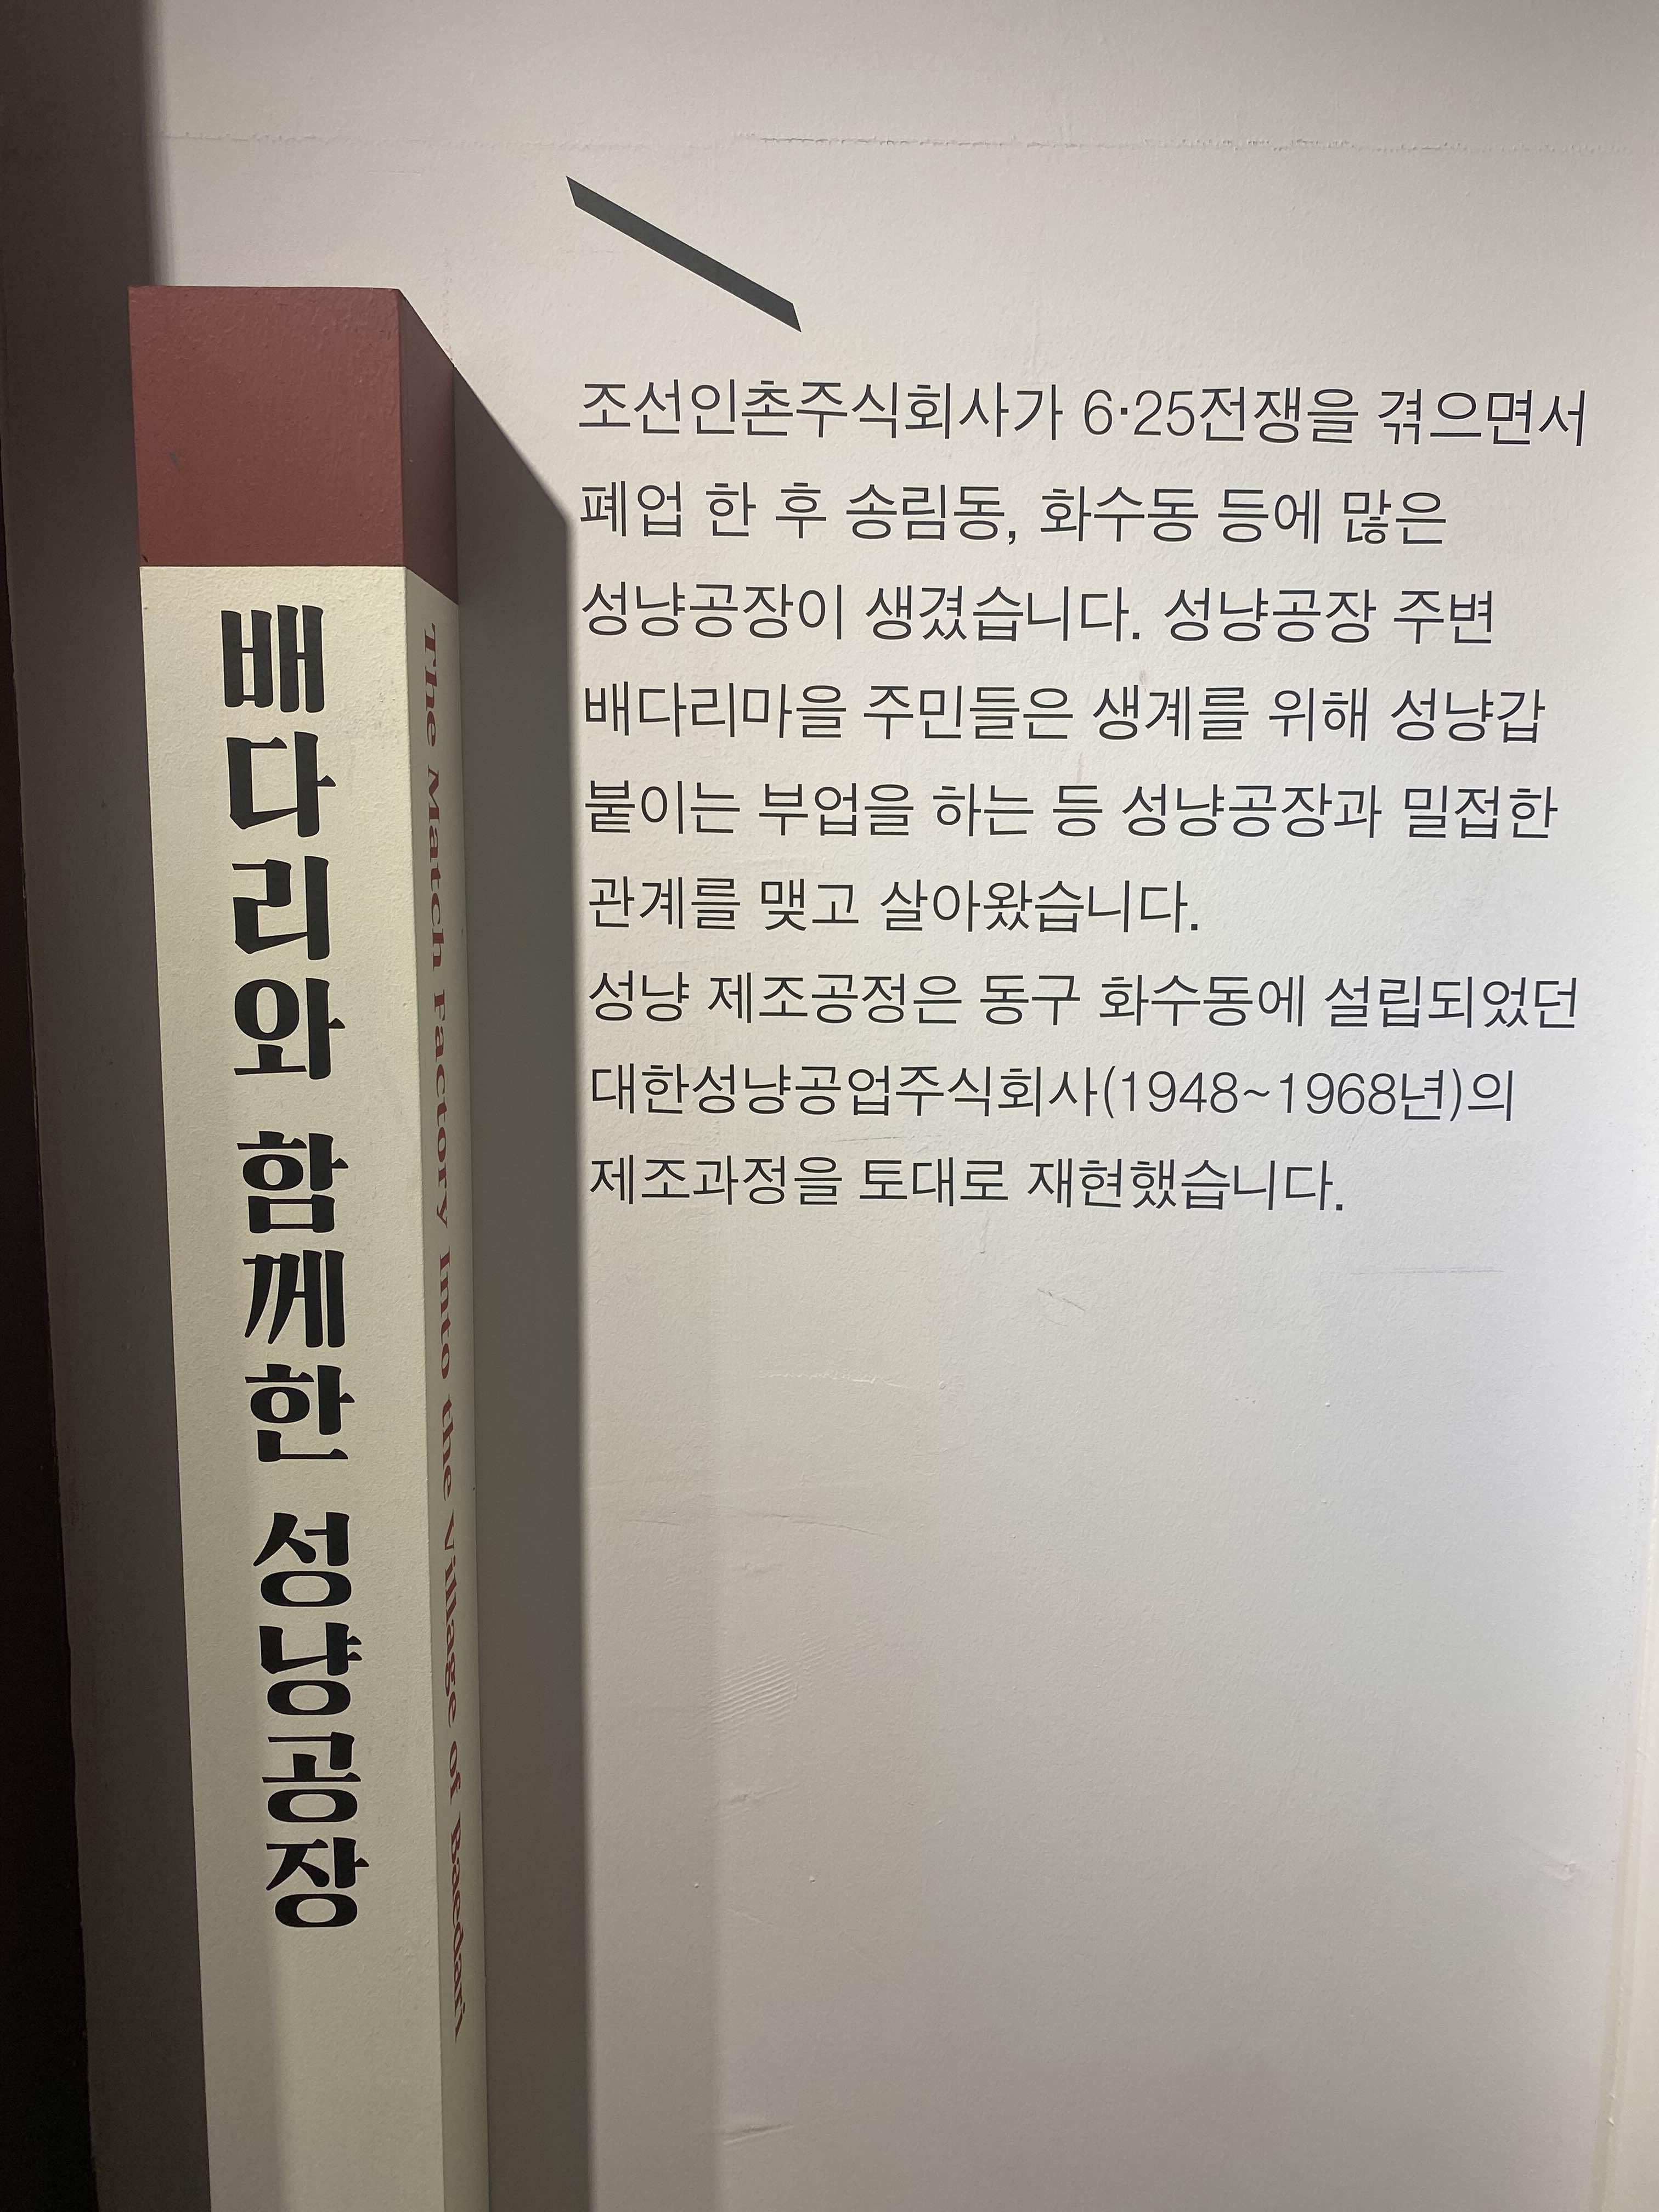 배다리와 함께한 성냥공장
The Match Factory Into the Village of Baedari
조선인촌주식회사가 6·25전쟁을 겪으면서
폐업 한 후 송림동, 화수동 등에 많은
성냥공장이 생겼습니다. 성냥공장 주변
배다리마을 주민들은 생계를 위해 성냥갑
붙이는 부업을 하는 등 성냥공장과 밀접한
관계를 맺고 살아왔습니다.
성냥 제조공정은 동구 화수동에 설립되었던
대한성냥공업주식회사(1948~1968년)의
제조과정을 토대로 재현했습니다.